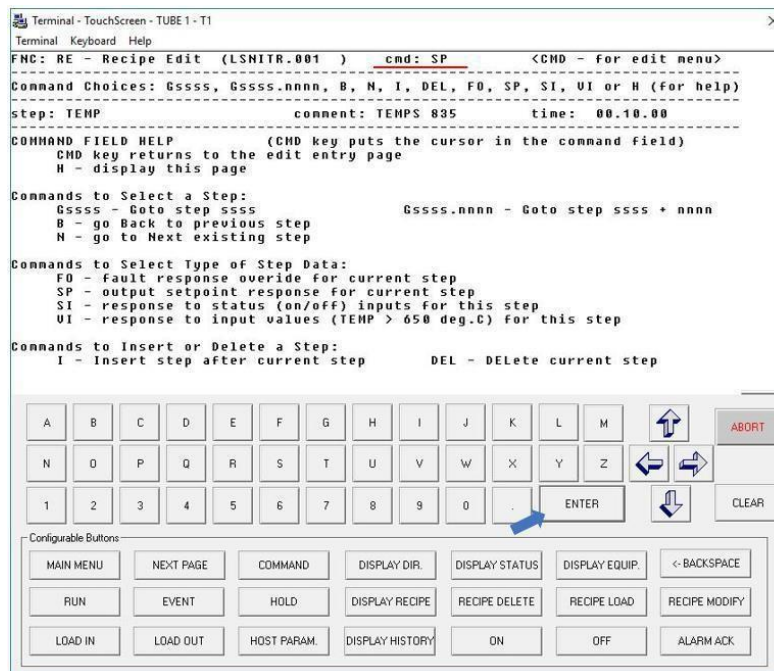 Terminal - TouchScreen - TUBE 1 - T1
Terminal Keyboard Help
FNC: RE - Recipe Edit (LSNITR.001 ) cmd: SP <CMD - for edit menu>
Command Choices: Gssss, Gssss.nnnn, B, N, I, DEL, FO, SP, SI, VI or H (for help)
step: TEMP comment: TEMPS 835 time: 00.10.00
COMMAND FIELD HELP (CMD key puts the cursor in the command field)
CMD key returns to the edit entry page
H - display this page
Commands to Select a Step:
Gssss - Goto step ssss Gssss.nnnn - Goto step ssss + nnnn
B - go Back to previous step
N - go to Next existing step
Commands to Select Type of Step Data:
FO - fault response overide for current step
SP - output setpoint response for current step
SI - response to status (on/off) inputs for this step
VI - response to input values (TEMP > 650 deg.C) for this step
Commands to Insert or Delete a Step:
I - Insert step after current step DEL - DELete current step
A B C D E F G H I J K L M ABORT
N O P Q R S T U V W X Y Z
1 2 3 4 5 6 7 8 9 0 . ENTER CLEAR
Configurable Buttons
MAIN MENU NEXT PAGE COMMAND DISPLAY DIR. DISPLAY STATUS DISPLAY EQUIP. <- BACKSPACE
RUN EVENT HOLD DISPLAY RECIPE RECIPE DELETE RECIPE LOAD RECIPE MODIFY
LOAD IN LOAD OUT HOST PARAM. DISPLAY HISTORY ON OFF ALARM ACK